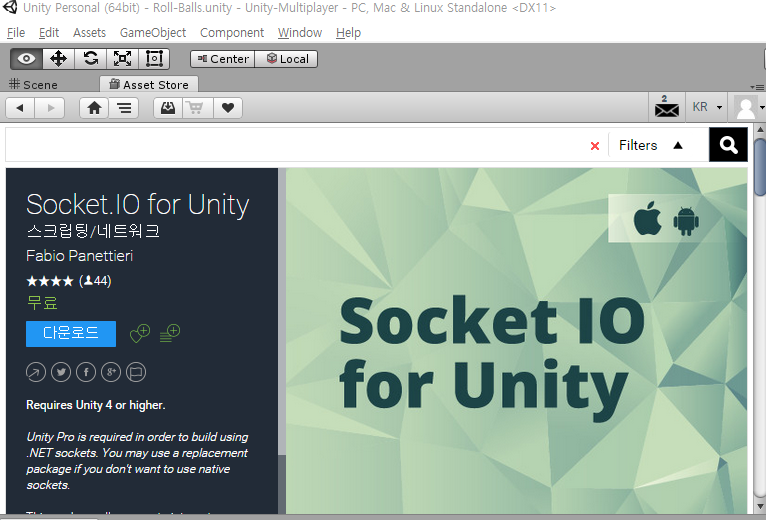 Unity Personal (64bit) - Roll-Balls.unity - Unity-Multiplayer - PC, Mac & Linux Standalone <DX11>
File Edit Assets GameObject Component Window Help
Center Local
Scene Asset Store
2
KR
Filters
Socket.IO for Unity
스크립팅/네트워크
Fabio Panettieri
★★★★ (44)
무료
다운로드
Requires Unity 4 or higher.
Unity Pro is required in order to build using
.NET sockets. You may use a replacement
package if you don't want to use native
sockets.
Socket IO
for Unity